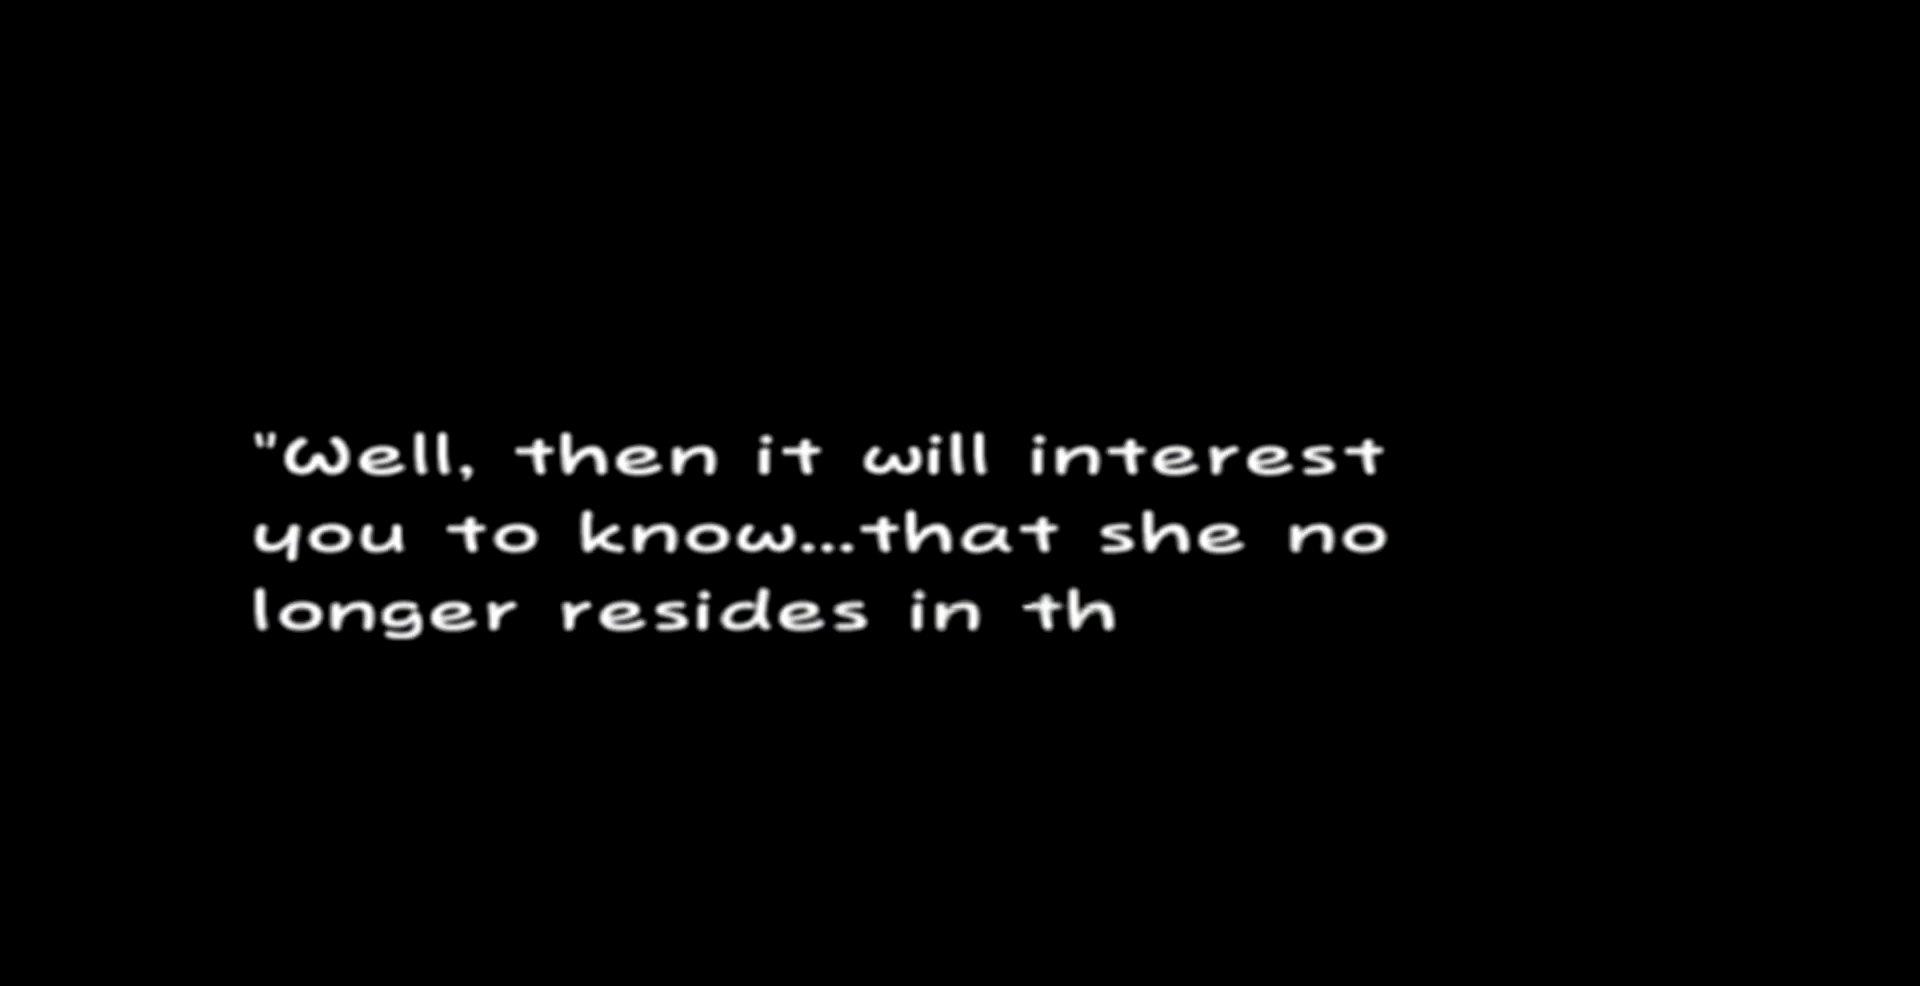 "Well, then it will interest
you to know...that she no
longer resides in th